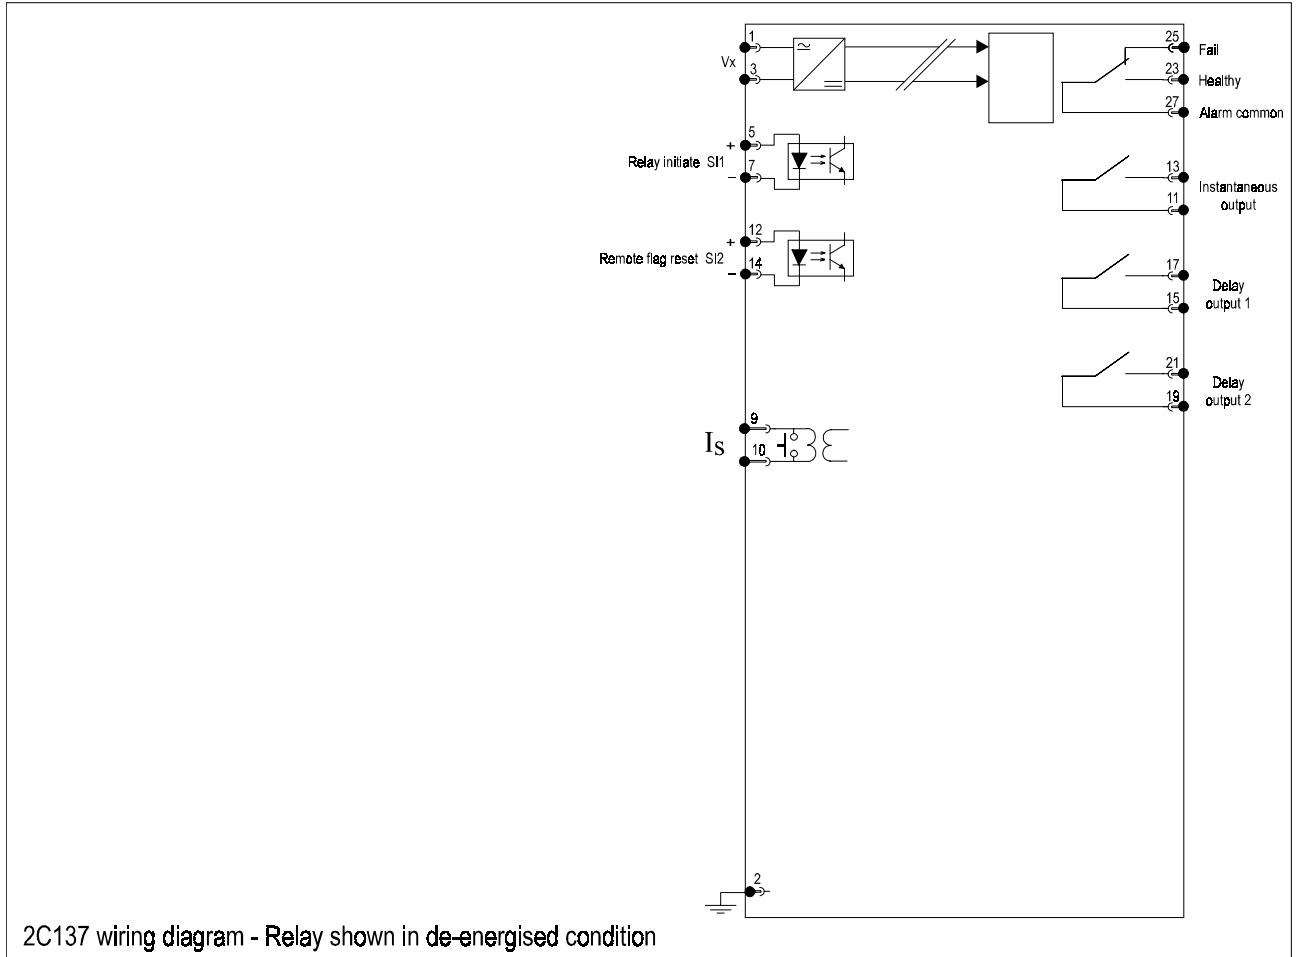 1
Vx
3
25
Fail
23
Healthy
27
Alarm common
5
+
Relay initiate SI1
7
–
13
Instantaneous
11
output
12
+
Remote flag reset SI2
14
–
17
Delay
15
output 1
21
Delay
19
output 2
9
Is
10
2
2C137 wiring diagram - Relay shown in de-energised condition